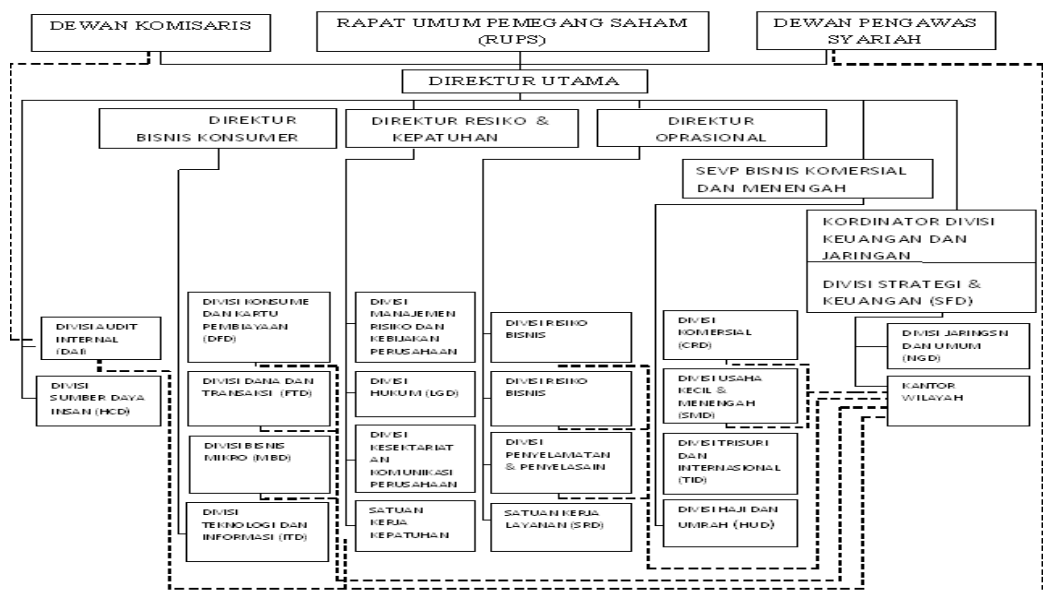 DEWAN KOMISARIS
RAPAT UMUM PEMEGANG SAHAM
(RUPS)
DEWAN PENGAWAS
SYARIAH
DIREKTUR UTAMA
DIREKTUR
BISNIS KONSUMER
DIREKTUR RESIKO &
KEPATUHAN
DIREKTUR
OPRASIONAL
SEVP BISNIS KOMERSIAL
DAN MENENGAH
KORDINATOR DIVISI
KEUANGAN DAN
JARINGAN
DIVISI STRATEGI &
KEUANGAN (SFD)
DIVISI AUDIT
INTERNAL
(DAI)
DIVISI
SUMBER DAYA
INSAN (HCD)
DIVISI KONSUME
DAN KARTU
PEMBIAYAAN
(DFD)
DIVISI DANA DAN
TRANSAKSI (FTD)
DIVISI BISNIS
MIKRO (MBD)
DIVISI
TEKNOLOGI DAN
INFORMASI (ITD)
DIVISI
MANAJEMEN
RISIKO DAN
KEBIJAKAN
PERUSAHAAN
DIVISI
HUKUM (LGD)
DIVISI
KESEKTARIAT
AN
KOMUNIKASI
PERUSAHAAN
SATUAN
KERJA
KEPATUHAN
DIVISI RISIKO
BISNIS
DIVISI RISIKO
BISNIS
DIVISI
PENYELAMATAN
& PENYELASAIN
SATUAN KERJA
LAYANAN (SRD)
DIVISI
KOMERSIAL
(CRD)
DIVISI USAHA
KECIL &
MENENGAH
(SMD)
DIVISI TRISURI
DAN
INTERNASIONAL
(TID)
DIVISI HAJI DAN
UMRAH (HUD)
DIVISI JARINGSN
DAN UMUM
(NGD)
KANTOR
WILAYAH